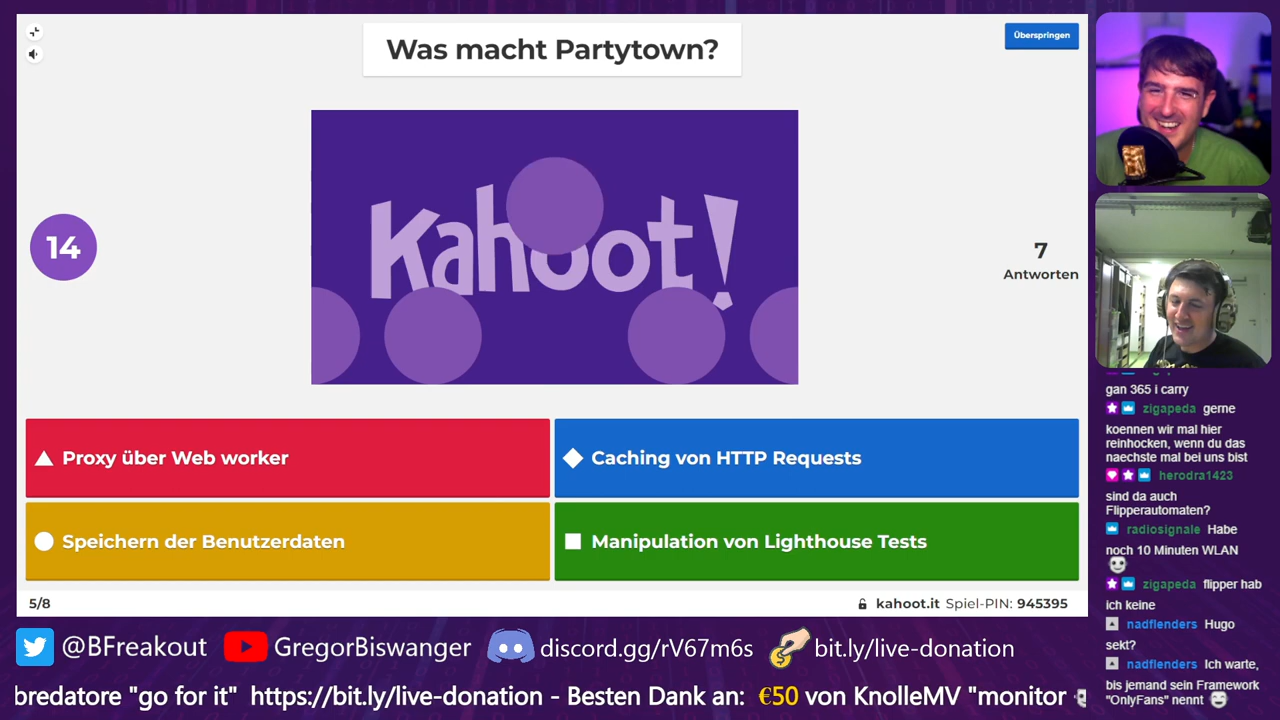 Was macht Partytown?
Überspringen
Kahoot!
14
7
Antworten
Proxy über Web worker
Caching von HTTP Requests
Speichern der Benutzerdaten
Manipulation von Lighthouse Tests
5/8
kahoot.it Spiel-PIN: 945395
gan 365 i carry
zigapeda gerne
koennen wir mal hier
reinhocken, wenn du das
naechste mal bei uns bist
herodra1423
sind da auch
Flipperautomaten?
radiosignale Habe
noch 10 Minuten WLAN
zigapeda flipper hab
ich keine
nadflenders Hugo
sekt?
nadflenders Ich warte,
bis jemand sein Framework
"OnlyFans" nennt
@BFreakout
GregorBiswanger
discord.gg/rV67m6s
bit.ly/live-donation
bredatore "go for it" https://bit.ly/live-donation - Besten Dank an: €50 von KnolleMV "monitor